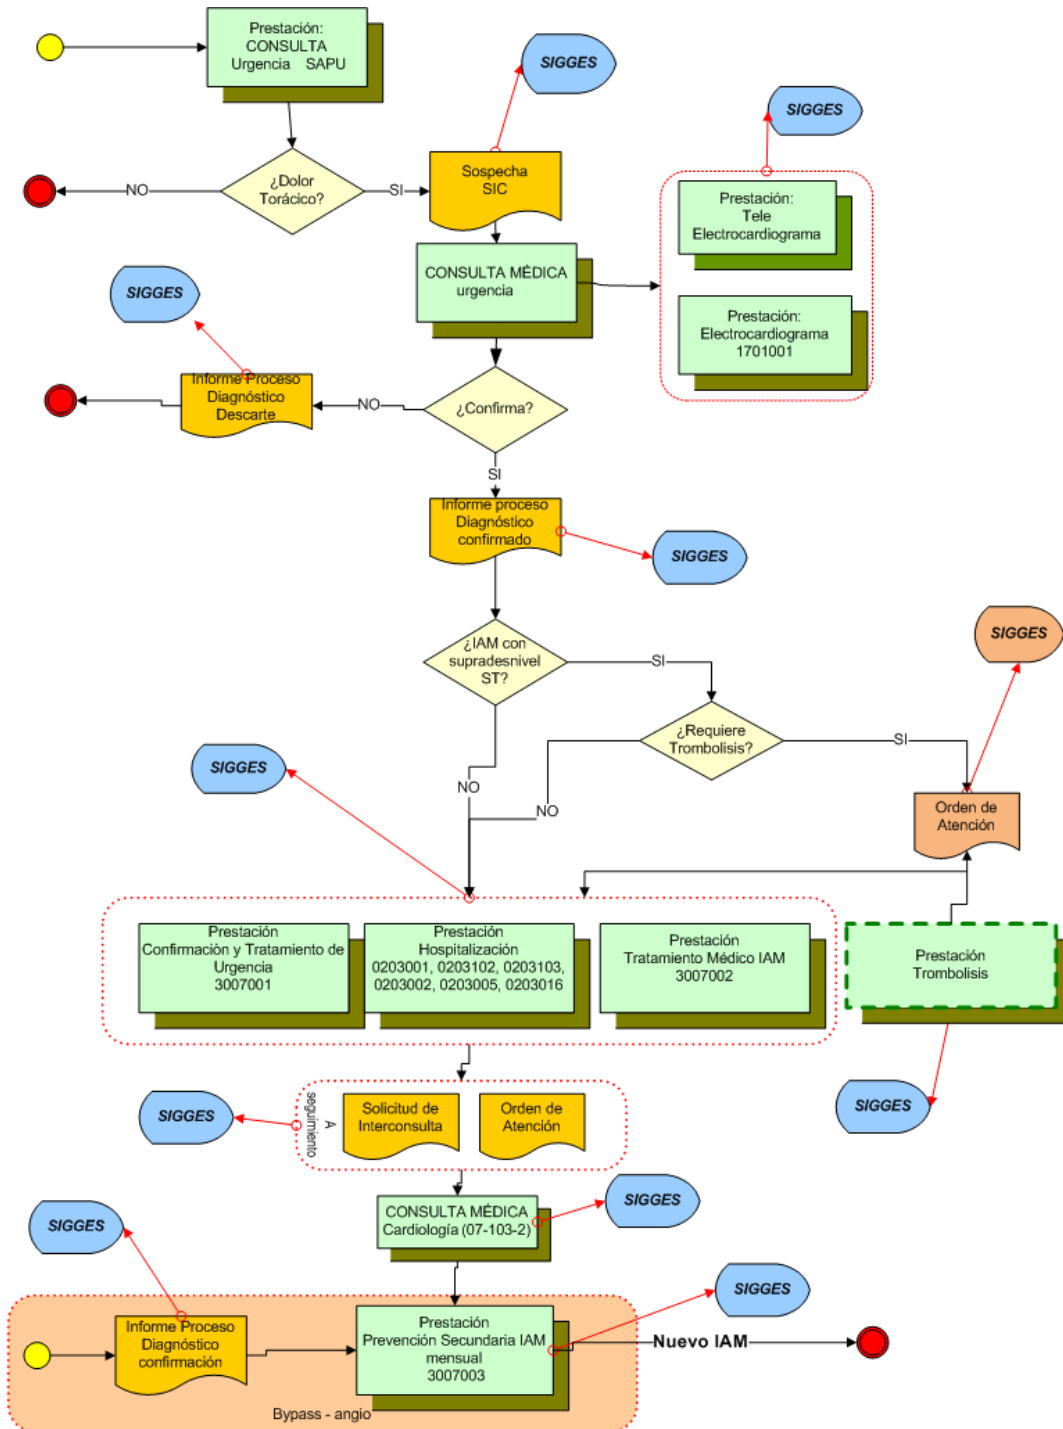 Prestación:
CONSULTA
Urgencia SAPU
SIGGES
SIGGES
¿Dolor
Torácico?
NO
SI
Sospecha
SIC
Prestación:
Tele
Electrocardiograma
CONSULTA MÉDICA
urgencia
SIGGES
Prestación:
Electrocardiograma
1701001
Informe Proceso
Diagnóstico
Descarte
NO
¿Confirma?
SI
Informe proceso
Diagnóstico
confirmado
SIGGES
¿IAM con
supradesnivel
ST?
SI
SIGGES
¿Requiere
Trombolisis?
SI
SIGGES
NO
NO
Orden de
Atención
Prestación
Confirmaciòn y Tratamiento de
Urgencia
3007001
Prestación
Hospitalización
0203001, 0203102, 0203103,
0203002, 0203005, 0203016
Prestación
Tratamiento Médico IAM
3007002
Prestación
Trombolisis
SIGGES
SIGGES
A
seguimiento
Solicitud de
Interconsulta
Orden de
Atención
CONSULTA MÉDICA
Cardiología (07-103-2)
SIGGES
SIGGES
SIGGES
Informe Proceso
Diagnóstico
confirmación
Prestación
Prevención Secundaria IAM
mensual
3007003
Nuevo IAM
Bypass - angio